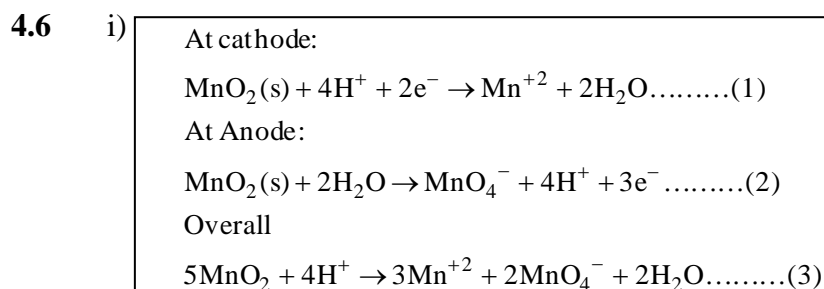 4.6 i)
At cathode:
MnO₂(s) + 4H⁺ + 2e⁻ → Mn⁺² + 2H₂O………(1)
At Anode:
MnO₂(s) + 2H₂O → MnO₄⁻ + 4H⁺ + 3e⁻ ………(2)
Overall
5MnO₂ + 4H⁺ → 3Mn⁺² + 2MnO₄⁻ + 2H₂O………(3)